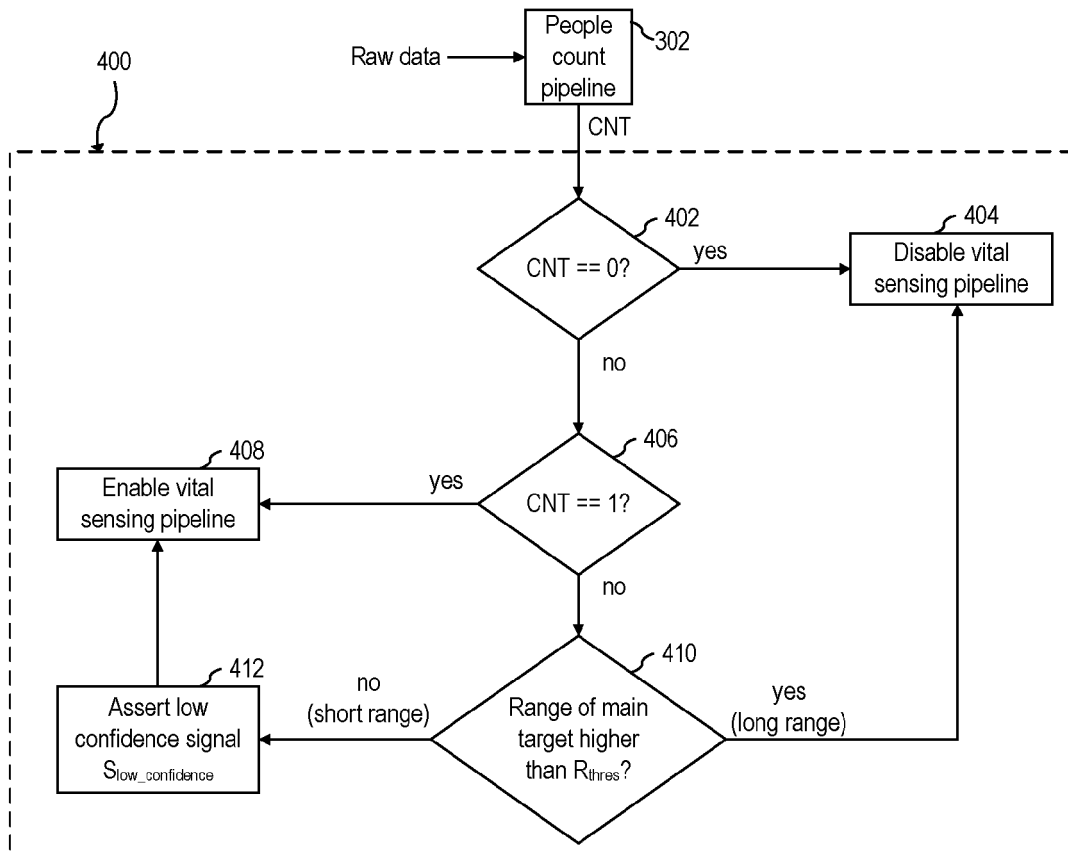 People
count
pipeline
302
Raw data
400
CNT
402
CNT == 0?
yes
404
Disable vital
sensing pipeline
no
406
CNT == 1?
yes
408
Enable vital
sensing pipeline
no
410
Range of main
target higher
than Rthres?
yes
(long range)
no
(short range)
412
Assert low
confidence signal
Slow_confidence